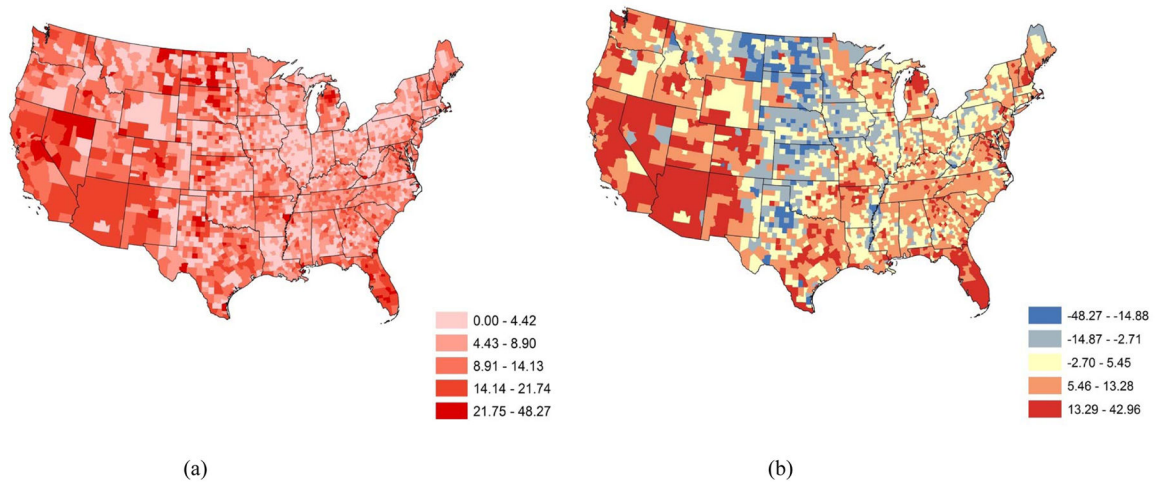 0.00 - 4.42
4.43 - 8.90
8.91 - 14.13
14.14 - 21.74
21.75 - 48.27
-48.27 - -14.88
-14.87 - -2.71
-2.70 - 5.45
5.46 - 13.28
13.29 - 42.96
(a)
(b)